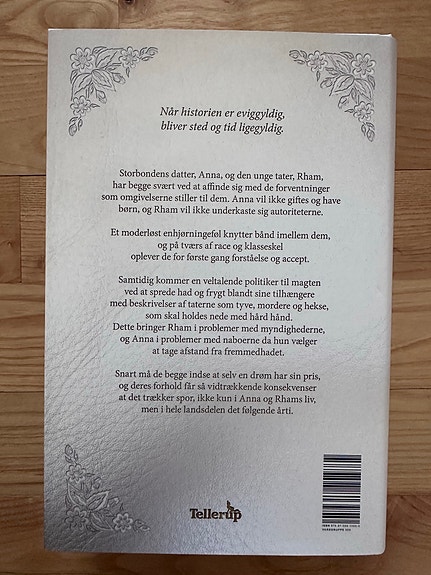 Når historien er eviggyldig,
bliver sted og tid ligegyldig.
Storbondens datter, Anna, og den unge tater, Rham,
har begge svært ved at affinde sig med de forventninger
som omgivelserne stiller til dem. Anna vil ikke giftes og have
børn, og Rham vil ikke underkaste sig autoriteterne.
Et moderløst enhjørningeføl knytter bånd imellem dem,
og på tværs af race og klasseskel
oplever de for første gang forståelse og accept.
Samtidig kommer en veltalende politiker til magten
ved at sprede had og frygt blandt sine tilhængere
med beskrivelser af taterne som tyve, mordere og hekse,
som skal holdes nede med hård hånd.
Dette bringer Rham i problemer med myndighederne,
og Anna i problemer med naboerne da hun vælger
at tage afstand fra fremmedhadet.
Snart må de begge indse at selv en drøm har sin pris,
og deres forhold får så vidtrækkende konsekvenser
at det trækker spor, ikke kun i Anna og Rhams liv,
men i hele landsdelen det følgende årti.
Tellerup